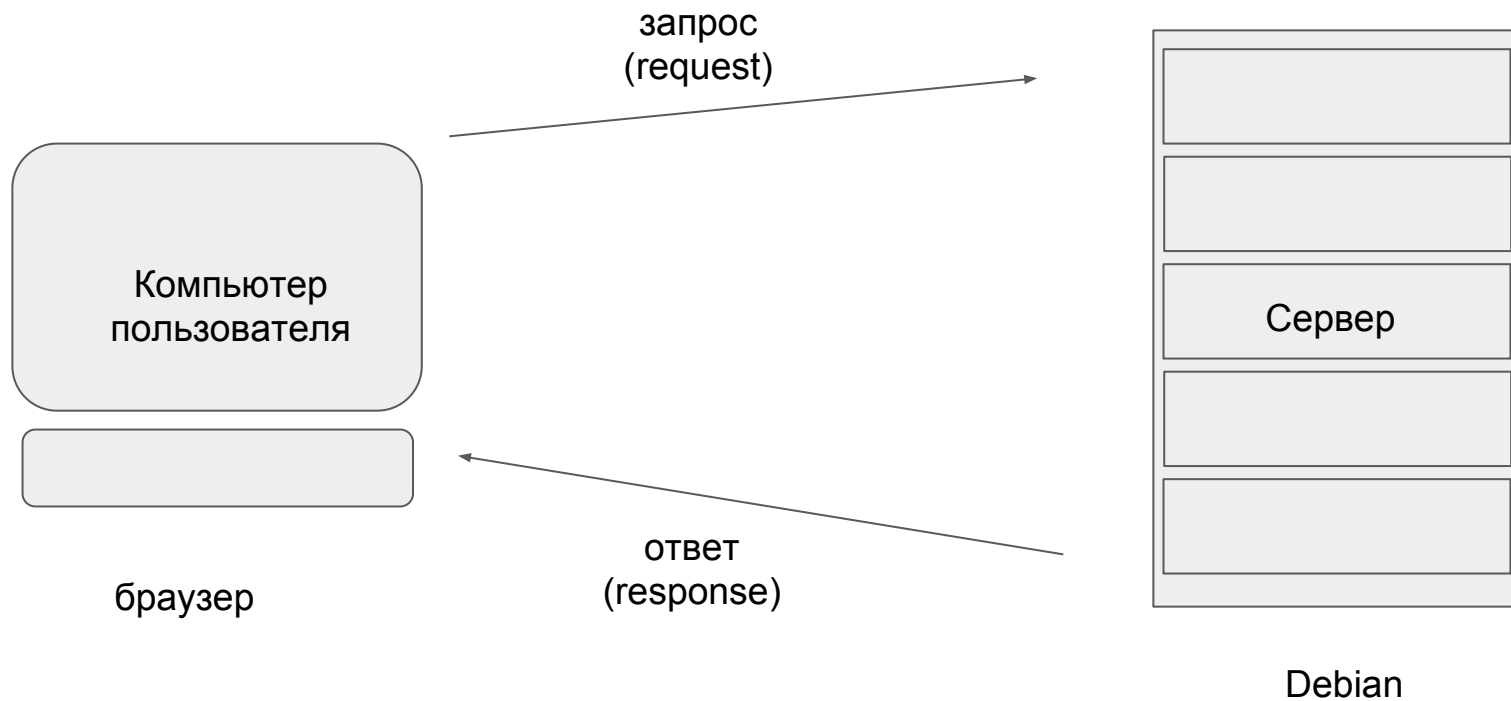 запрос
(request)
Компьютер
пользователя
Сервер
ответ
(response)
браузер
Debian